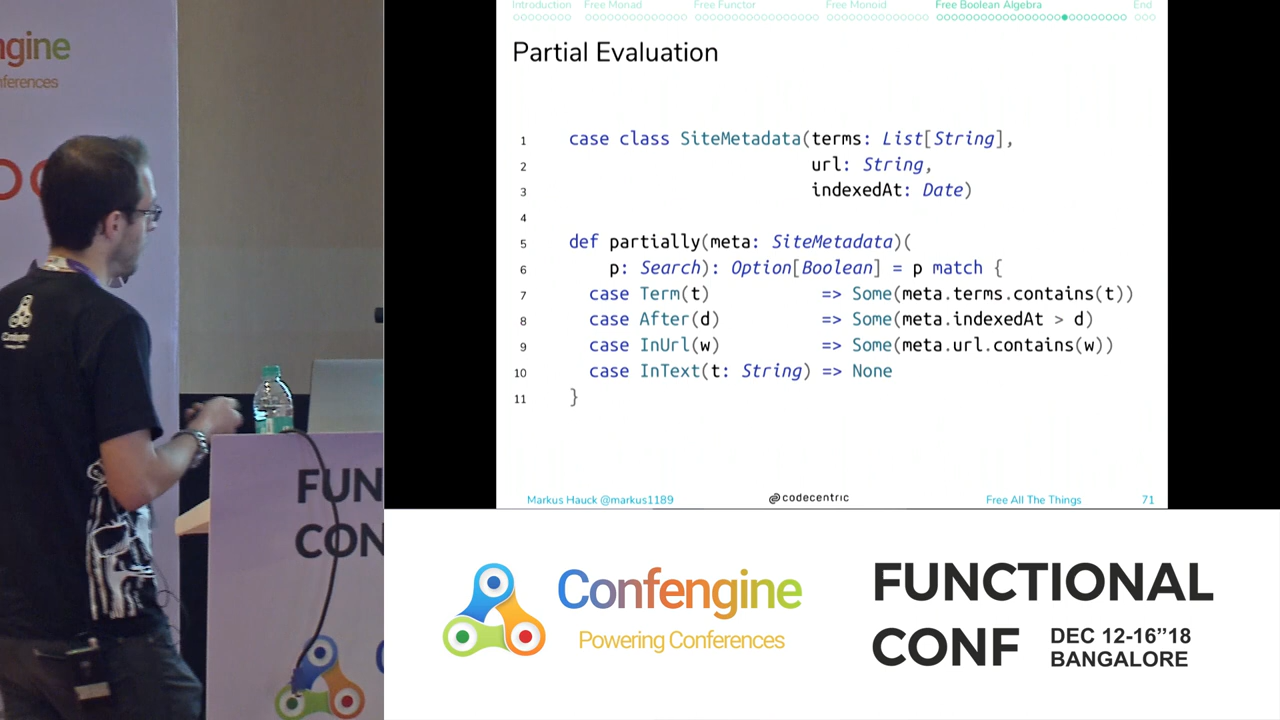 Introduction Free Monad Free Functor Free Monoid Free Boolean Algebra End
Partial Evaluation
1 case class SiteMetadata(terms: List[String],
2 url: String,
3 indexedAt: Date)
4
5 def partially(meta: SiteMetadata)(
6 p: Search): Option[Boolean] = p match {
7 case Term(t) => Some(meta.terms.contains(t))
8 case After(d) => Some(meta.indexedAt > d)
9 case InUrl(w) => Some(meta.url.contains(w))
10 case InText(t: String) => None
11 }
Markus Hauck @markus1189 codecentric Free All The Things 71
Confengine
Powering Conferences
FUNCTIONAL
CONF DEC 12-16”18
BANGALORE
ngine
nferences
FUN
CON